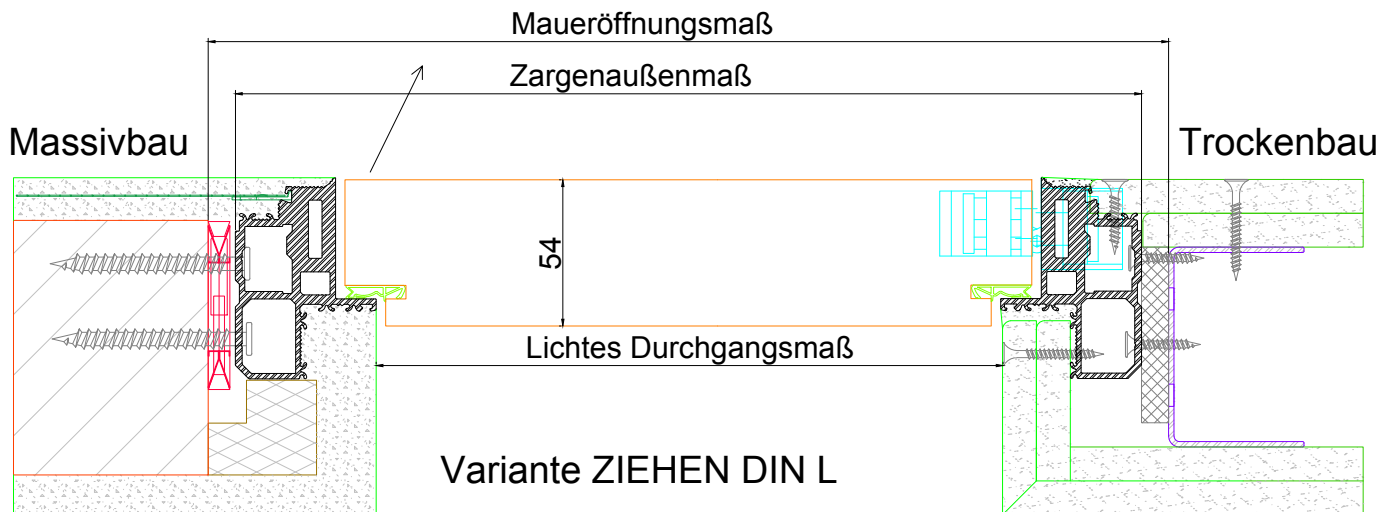 Maueröffnungsmaß
Zargenaußenmaß
Massivbau
Trockenbau
54
Lichtes Durchgangsmaß
Variante ZIEHEN DIN L